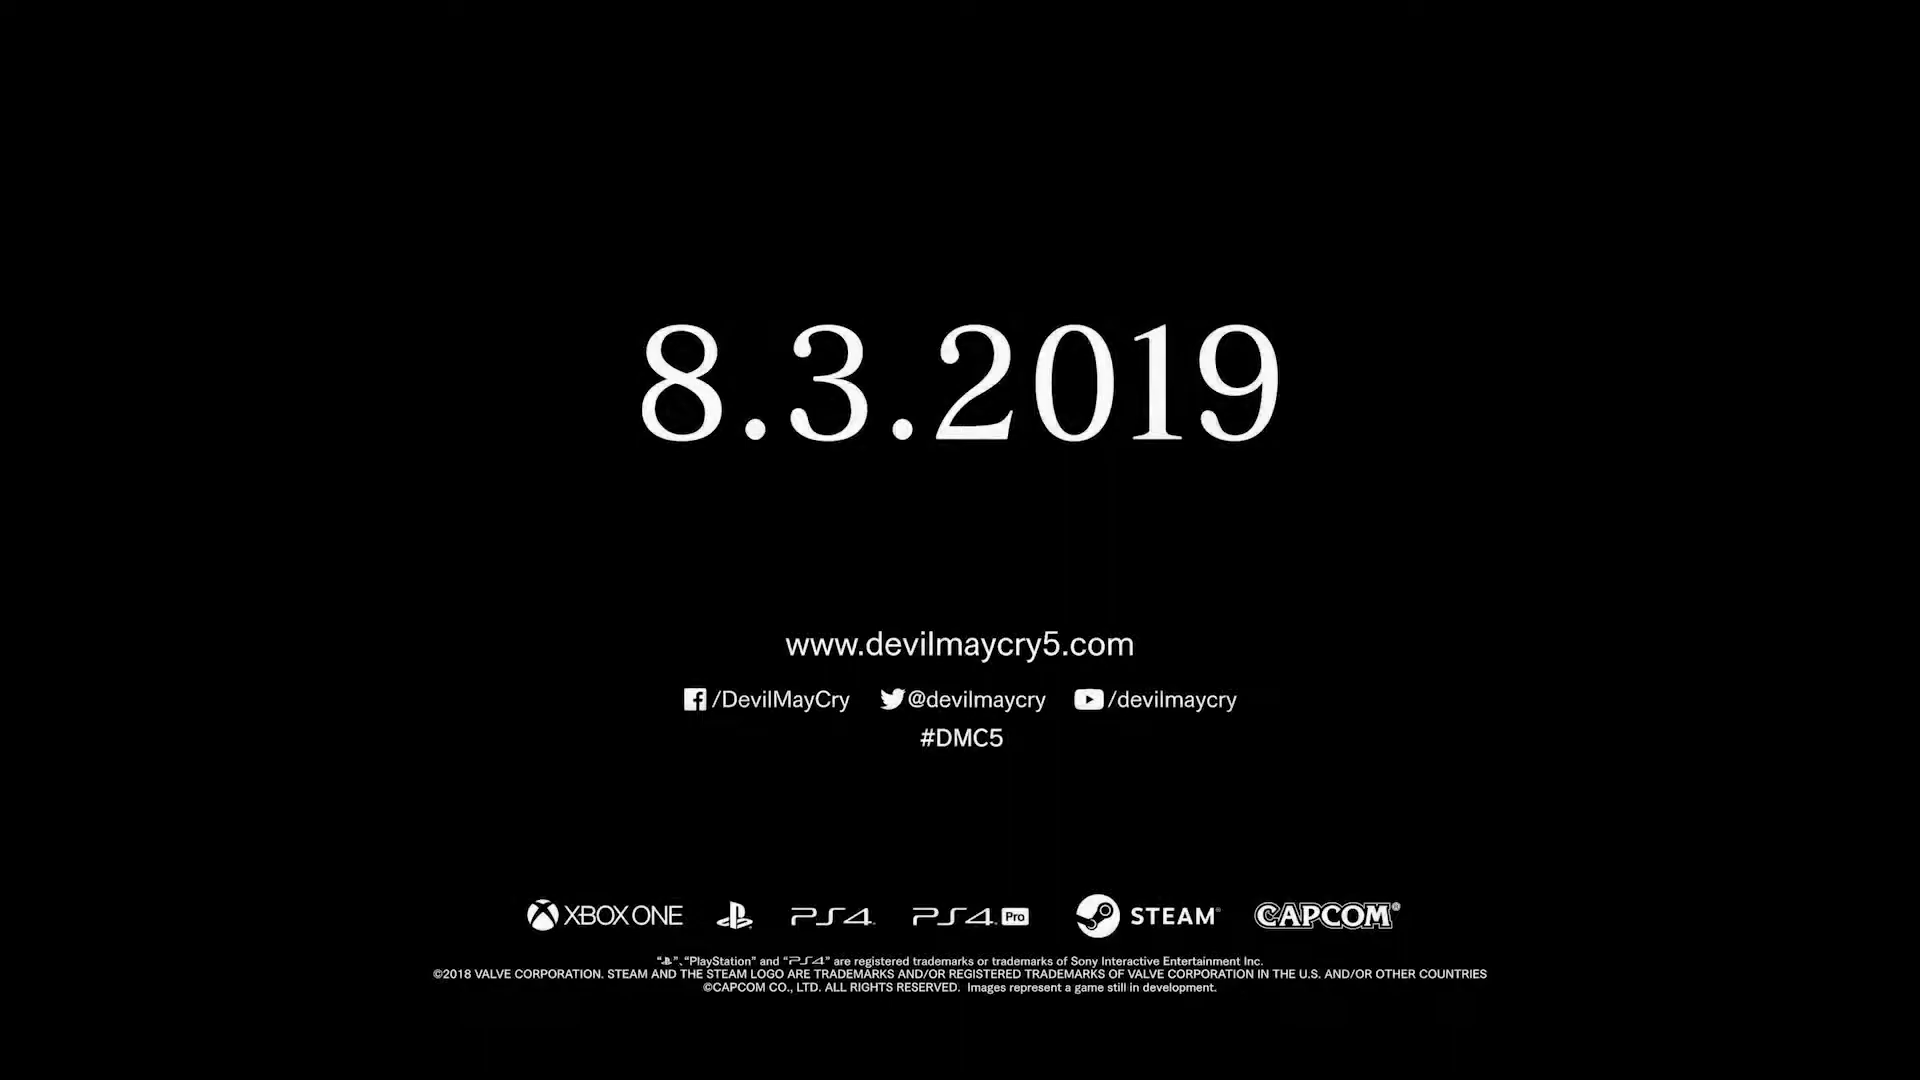 8.3.2019
www.devilmaycry5.com
/DevilMayCry @devilmaycry /devilmaycry
#DMC5
XBOX ONE PS4 PS4 Pro STEAM® CAPCOM®
“ ”, “PlayStation” and “PS4” are registered trademarks or trademarks of Sony Interactive Entertainment Inc.
©2018 VALVE CORPORATION. STEAM AND THE STEAM LOGO ARE TRADEMARKS AND/OR REGISTERED TRADEMARKS OF VALVE CORPORATION IN THE U.S. AND/OR OTHER COUNTRIES
©CAPCOM CO., LTD. ALL RIGHTS RESERVED. Images represent a game still in development.